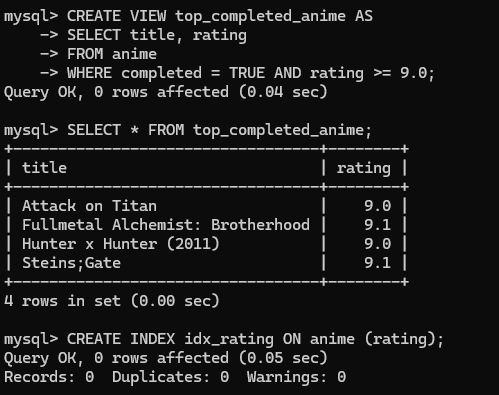 mysql> CREATE VIEW top_completed_anime AS
    -> SELECT title, rating
    -> FROM anime
    -> WHERE completed = TRUE AND rating >= 9.0;
Query OK, 0 rows affected (0.04 sec)

mysql> SELECT * FROM top_completed_anime;
+----------------------------------+--------+
| title                            | rating |
+----------------------------------+--------+
| Attack on Titan                  |    9.0 |
| Fullmetal Alchemist: Brotherhood |    9.1 |
| Hunter x Hunter (2011)           |    9.0 |
| Steins;Gate                      |    9.1 |
+----------------------------------+--------+
4 rows in set (0.00 sec)

mysql> CREATE INDEX idx_rating ON anime (rating);
Query OK, 0 rows affected (0.05 sec)
Records: 0  Duplicates: 0  Warnings: 0